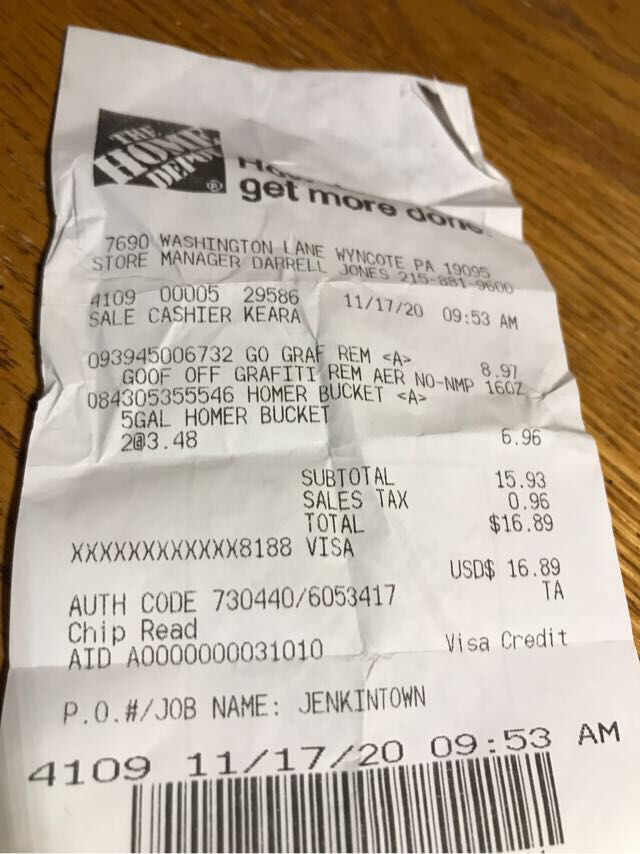 THE
HOME
DEPOT
®
get more done.
7690 WASHINGTON LANE WYNCOTE PA 19095
STORE MANAGER DARRELL JONES 215-881-9600
4109 00005 29586 11/17/20 09:53 AM
SALE CASHIER KEARA
093945006732 GO GRAF REM <A> 8.97
GOOF OFF GRAFITI REM AER NO-NMP 16OZ
084305355546 HOMER BUCKET <A>
5GAL HOMER BUCKET
2@3.48 6.96
SUBTOTAL 15.93
SALES TAX 0.96
TOTAL $16.89
XXXXXXXXXXXX8188 VISA
USD$ 16.89
AUTH CODE 730440/6053417 TA
Chip Read
AID A0000000031010 Visa Credit
P.O.#/JOB NAME: JENKINTOWN
4109 11/17/20 09:53 AM